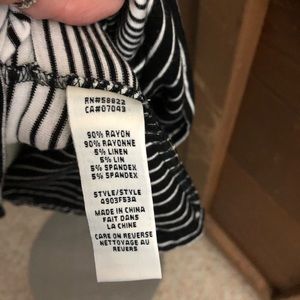 RN#58822
CA#07043
90% RAYON
90% RAYONNE
5% LINEN
5% LIN
5% SPANDEX
5% SPANDEX
STYLE/STYLE
4903F53A
MADE IN CHINA
FAIT DANS
LA CHINE
CARE ON REVERSE
NETTOYAGE AU
REVERS